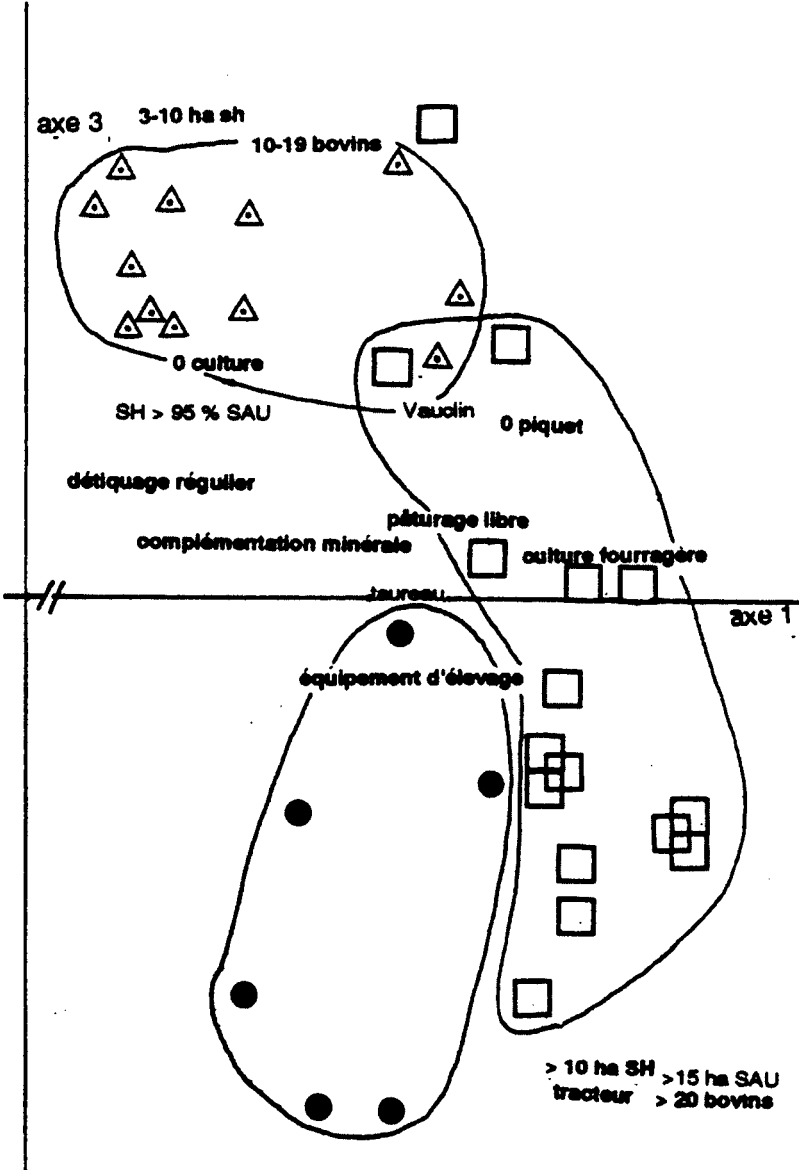 axe 3
3-10 ha sh
10-19 bovins
0 culture
SH > 95 % SAU
Vauclin
0 piquet
détiquage régulier
pâturage libre
complémentation minérale
culture fourragère
taureau
axe 1
équipement d'élevage
> 10 ha SH
>15 ha SAU
tracteur
> 20 bovins